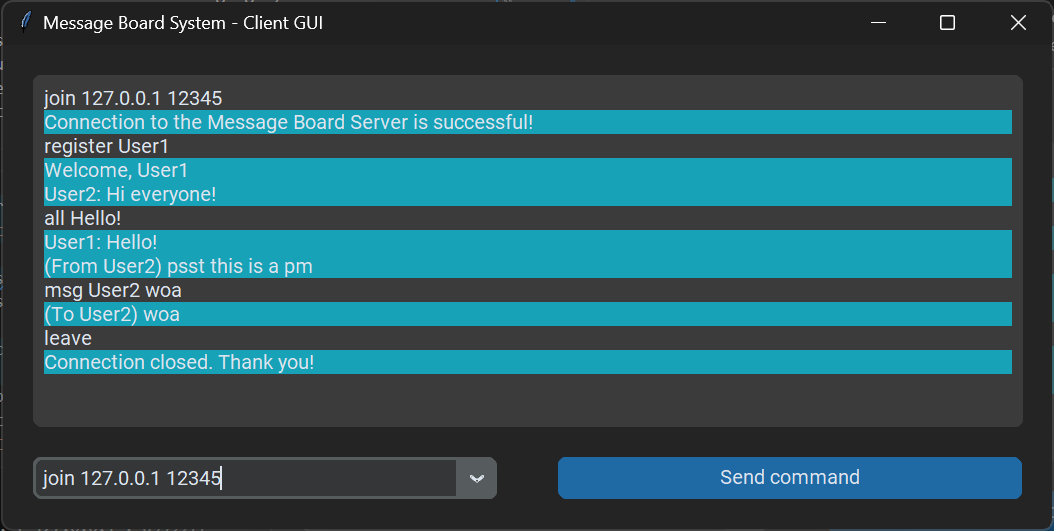 Message Board System - Client GUI
join 127.0.0.1 12345
Connection to the Message Board Server is successful!
register User1
Welcome, User1
User2: Hi everyone!
all Hello!
User1: Hello!
(From User2) psst this is a pm
msg User2 woa
(To User2) woa
leave
Connection closed. Thank you!
join 127.0.0.1 12345
Send command